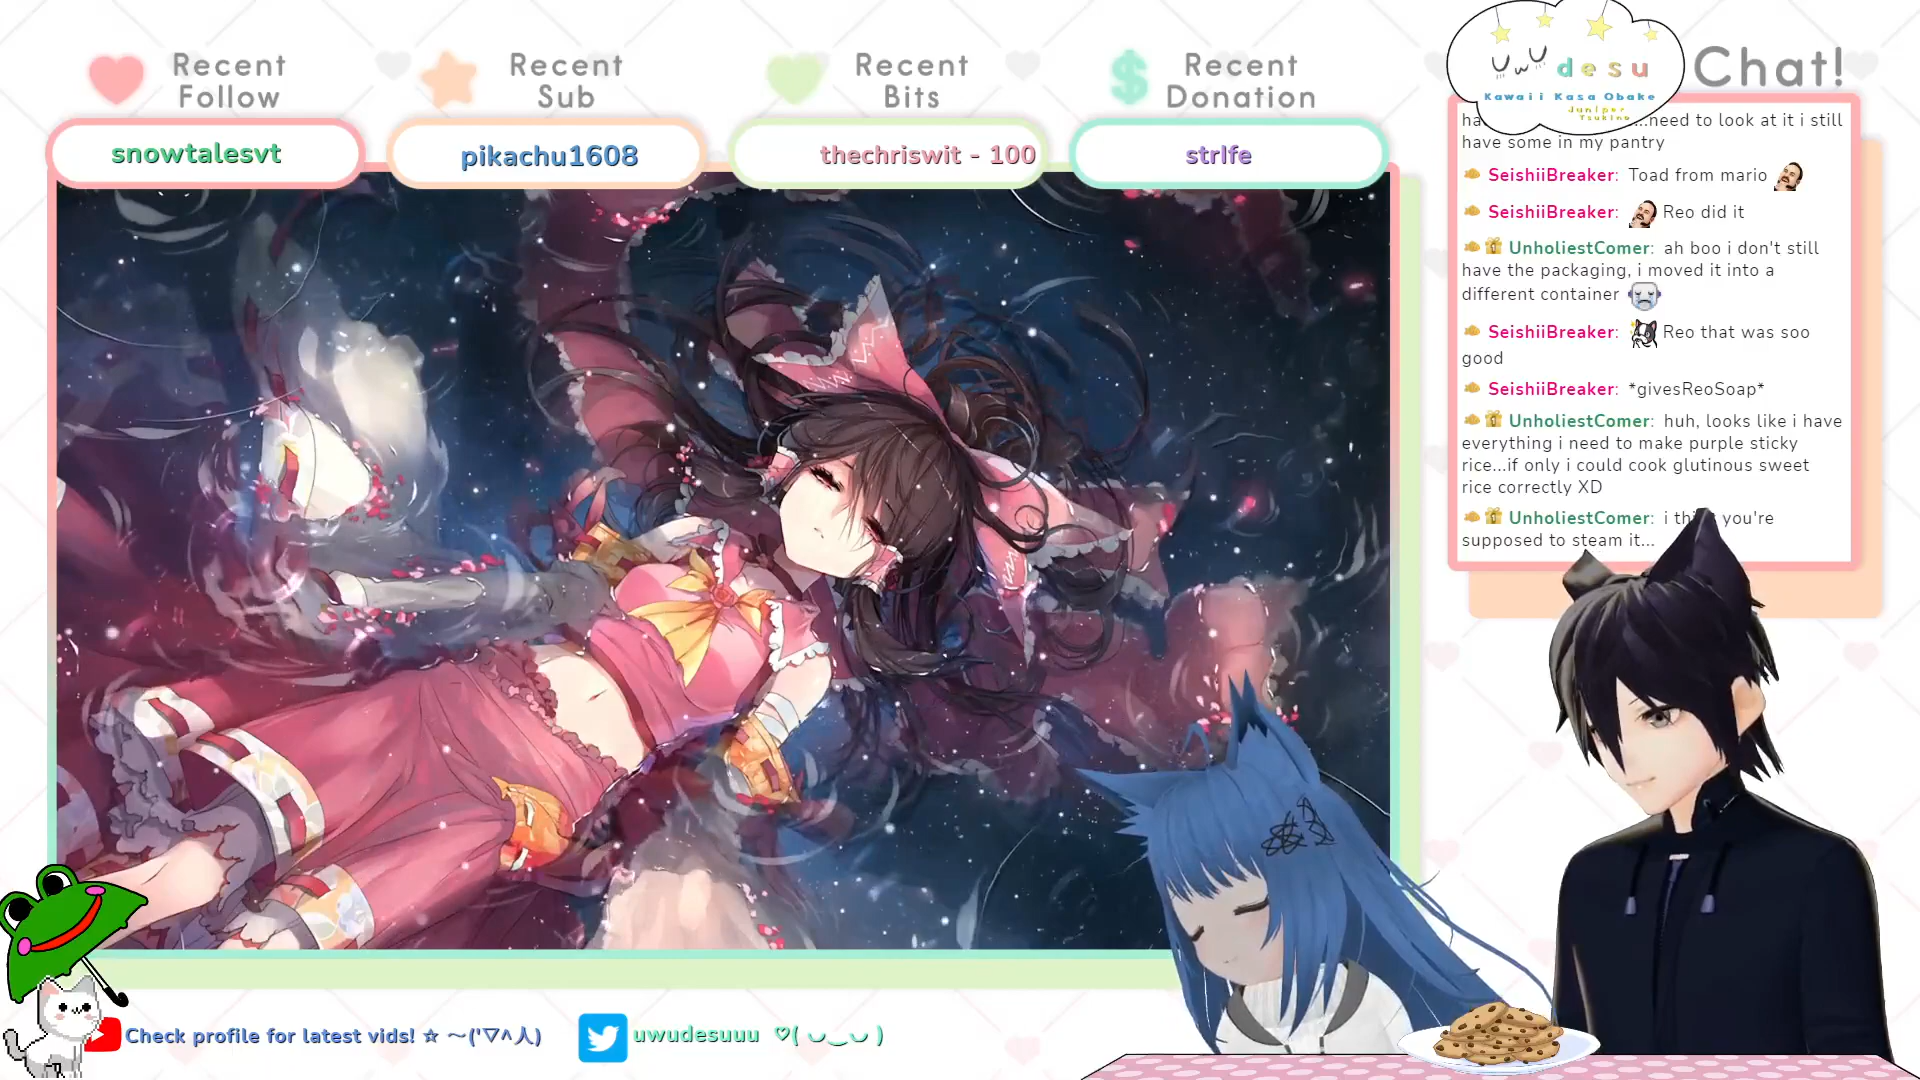 Recent
Follow
Recent
Sub
Recent
Bits
Recent
Donation
snowtalesvt
pikachu1608
thechriswit - 100
strlfe
UwU desu
Kawaii Kasa Obake
Juniper
Tsukino
Chat!
...need to look at it i still
have some in my pantry
SeishiiBreaker: Toad from mario
SeishiiBreaker: Reo did it
UnholiestComer: ah boo i don't still
have the packaging, i moved it into a
different container
SeishiiBreaker: Reo that was soo
good
SeishiiBreaker: *givesReoSoap*
UnholiestComer: huh, looks like i have
everything i need to make purple sticky
rice...if only i could cook glutinous sweet
rice correctly XD
UnholiestComer: i think you're
supposed to steam it...
Check profile for latest vids! ☆ ～('▽^人)
uwudesuuu ♡( ◡‿◡ )